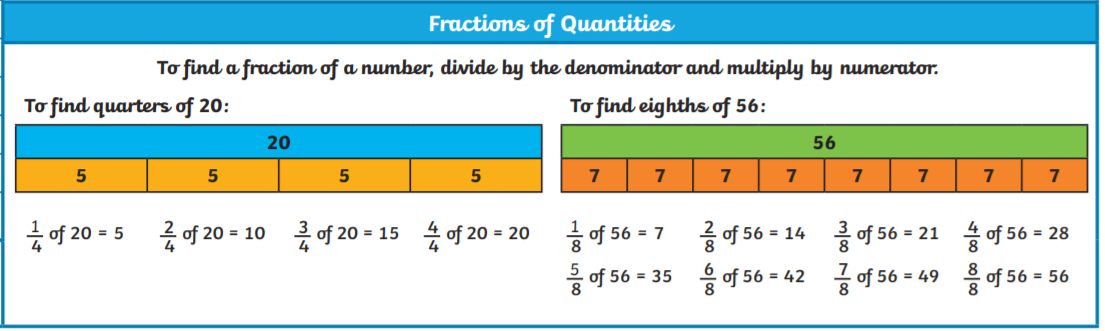 Fractions of Quantities
To find a fraction of a number, divide by the denominator and multiply by numerator.
To find quarters of 20:
20
5 5 5 5
1/4 of 20 = 5 2/4 of 20 = 10 3/4 of 20 = 15 4/4 of 20 = 20
To find eighths of 56:
56
7 7 7 7 7 7 7 7
1/8 of 56 = 7 2/8 of 56 = 14 3/8 of 56 = 21 4/8 of 56 = 28
5/8 of 56 = 35 6/8 of 56 = 42 7/8 of 56 = 49 8/8 of 56 = 56